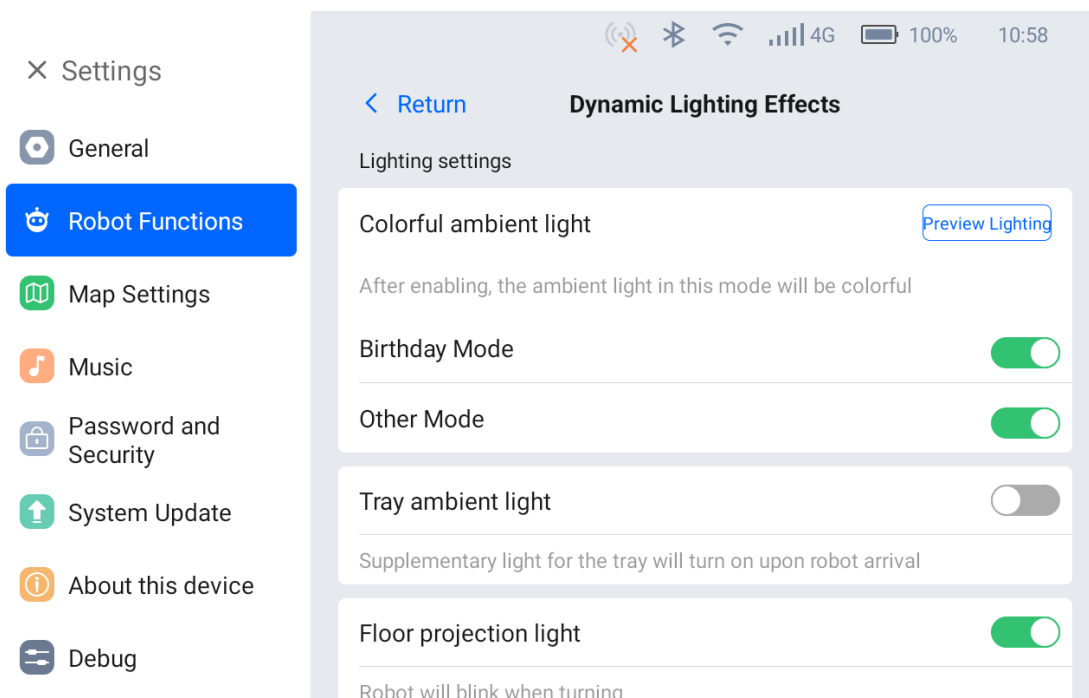 4G 100% 10:58
Settings
General
Robot Functions
Map Settings
Music
Password and
Security
System Update
About this device
Debug
Return
Dynamic Lighting Effects
Lighting settings
Colorful ambient light
Preview Lighting
After enabling, the ambient light in this mode will be colorful
Birthday Mode
Other Mode
Tray ambient light
Supplementary light for the tray will turn on upon robot arrival
Floor projection light
Robot will blink when turning